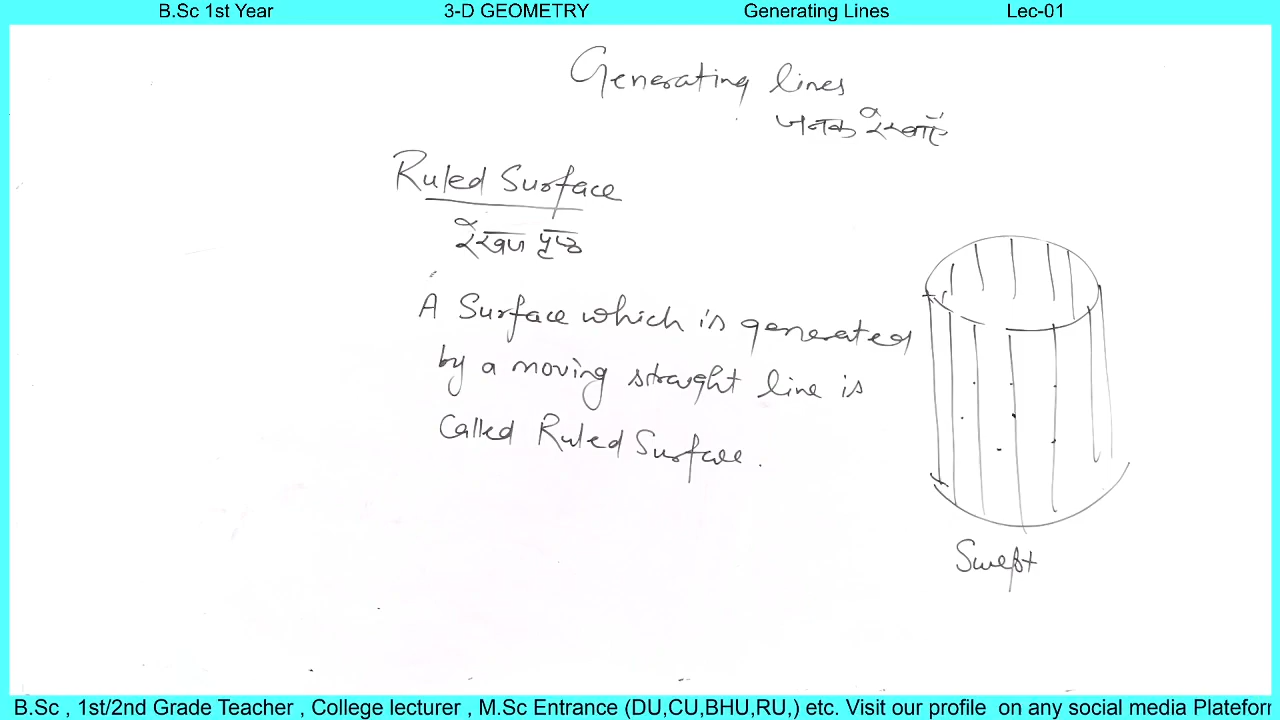 B.Sc 1st Year 3-D GEOMETRY Generating Lines Lec-01
Generating lines
जनक रेखाएँ
Ruled Surface
रेखज पृष्ठ
A Surface which is generated
by a moving straight line is
Called Ruled Surface.
Swept
B.Sc , 1st/2nd Grade Teacher , College lecturer , M.Sc Entrance (DU,CU,BHU,RU,) etc. Visit our profile on any social media Platefor